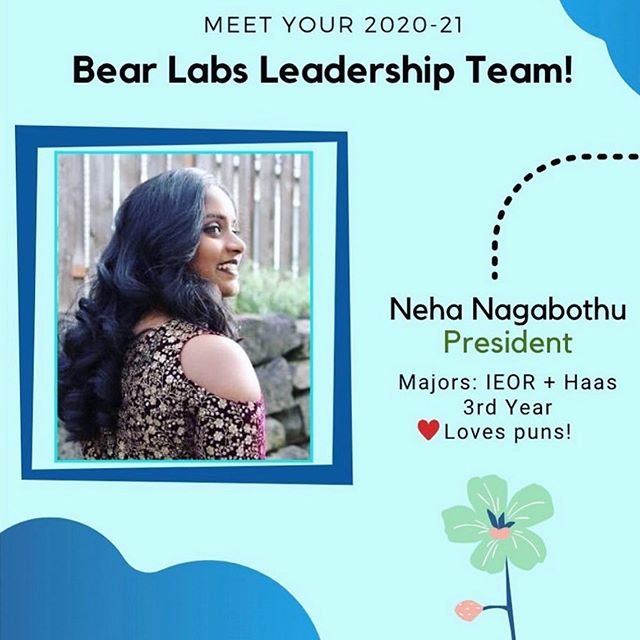 MEET YOUR 2020-21
Bear Labs Leadership Team!
Neha Nagabothu
President
Majors: IEOR + Haas
3rd Year
❤Loves puns!